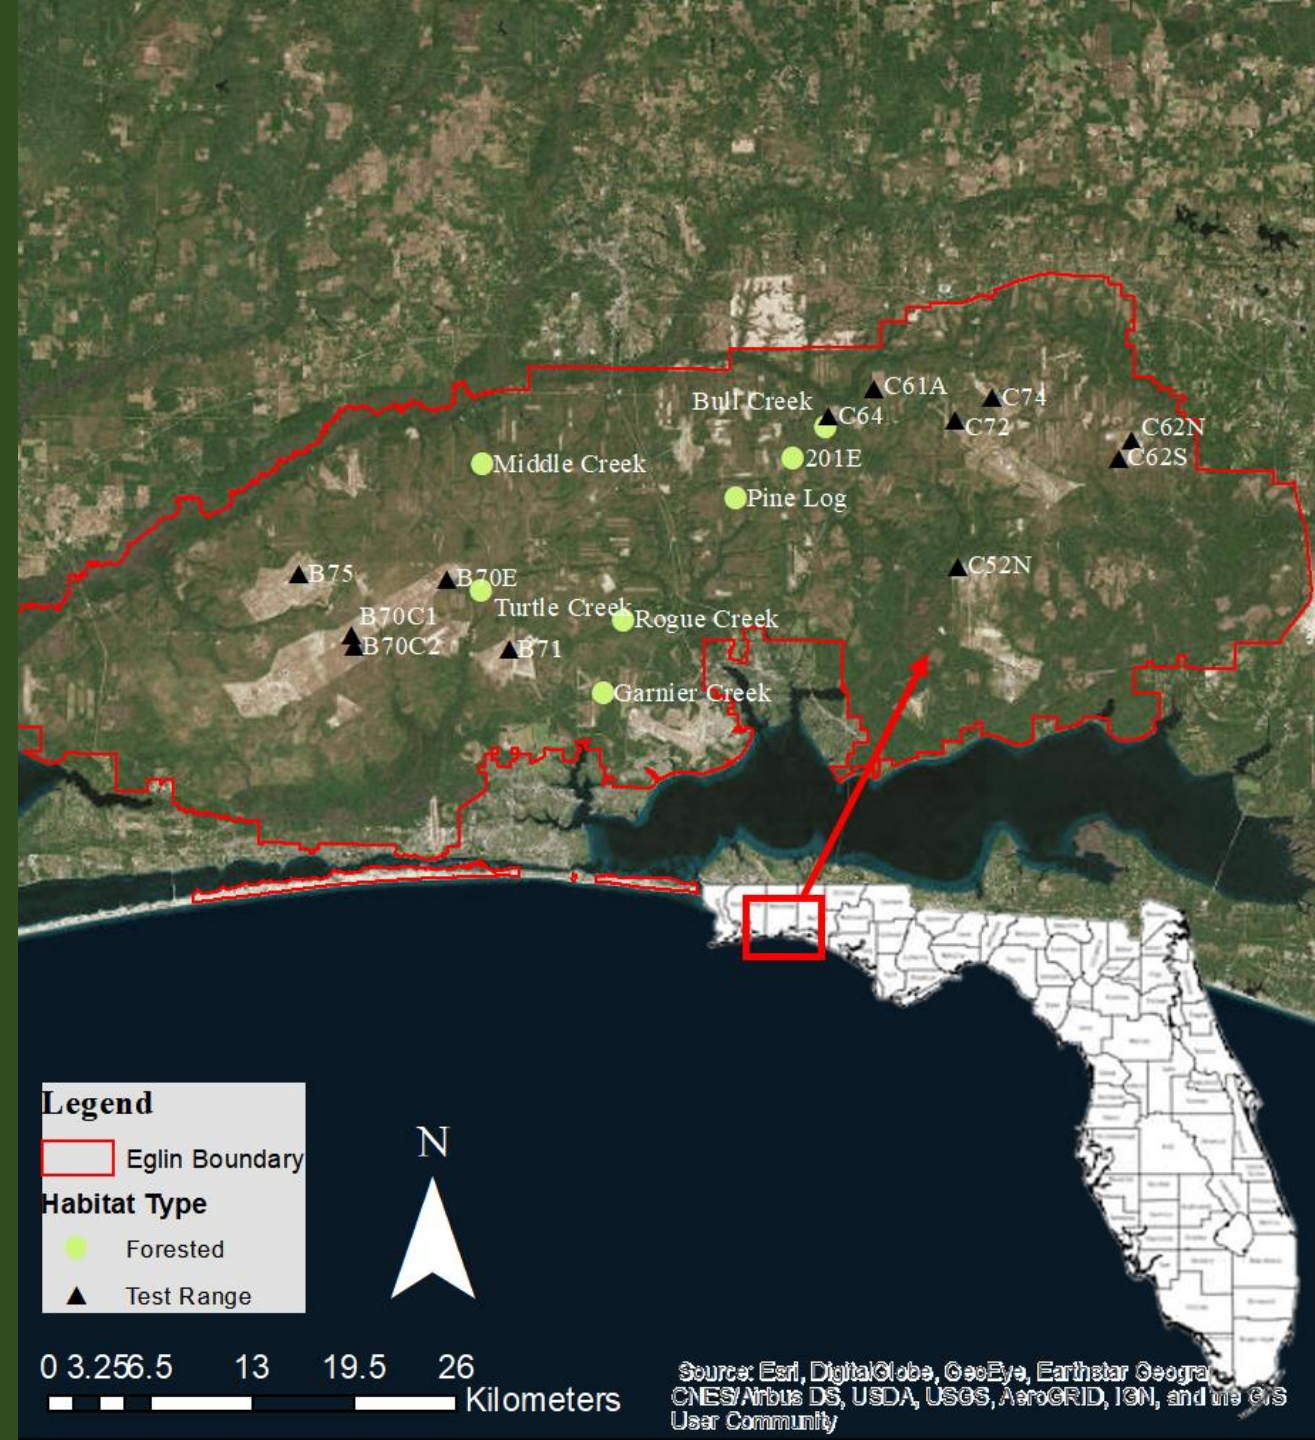 C61A
Bull Creek
C74
C64
C72
C62N
C62S
Middle Creek
201E
Pine Log
C52N
B75
B70E
Turtle Creek
B70C1
Rogue Creek
B70C2
B71
Garnier Creek
Legend
Eglin Boundary
Habitat Type
Forested
Test Range
N
0 3.25 6.5 13 19.5 26
Kilometers
Source: Esri, DigitalGlobe, GeoEye, Earthstar Geogra
CNES/Airbus DS, USDA, USGS, AeroGRID, IGN, and the GIS
User Community